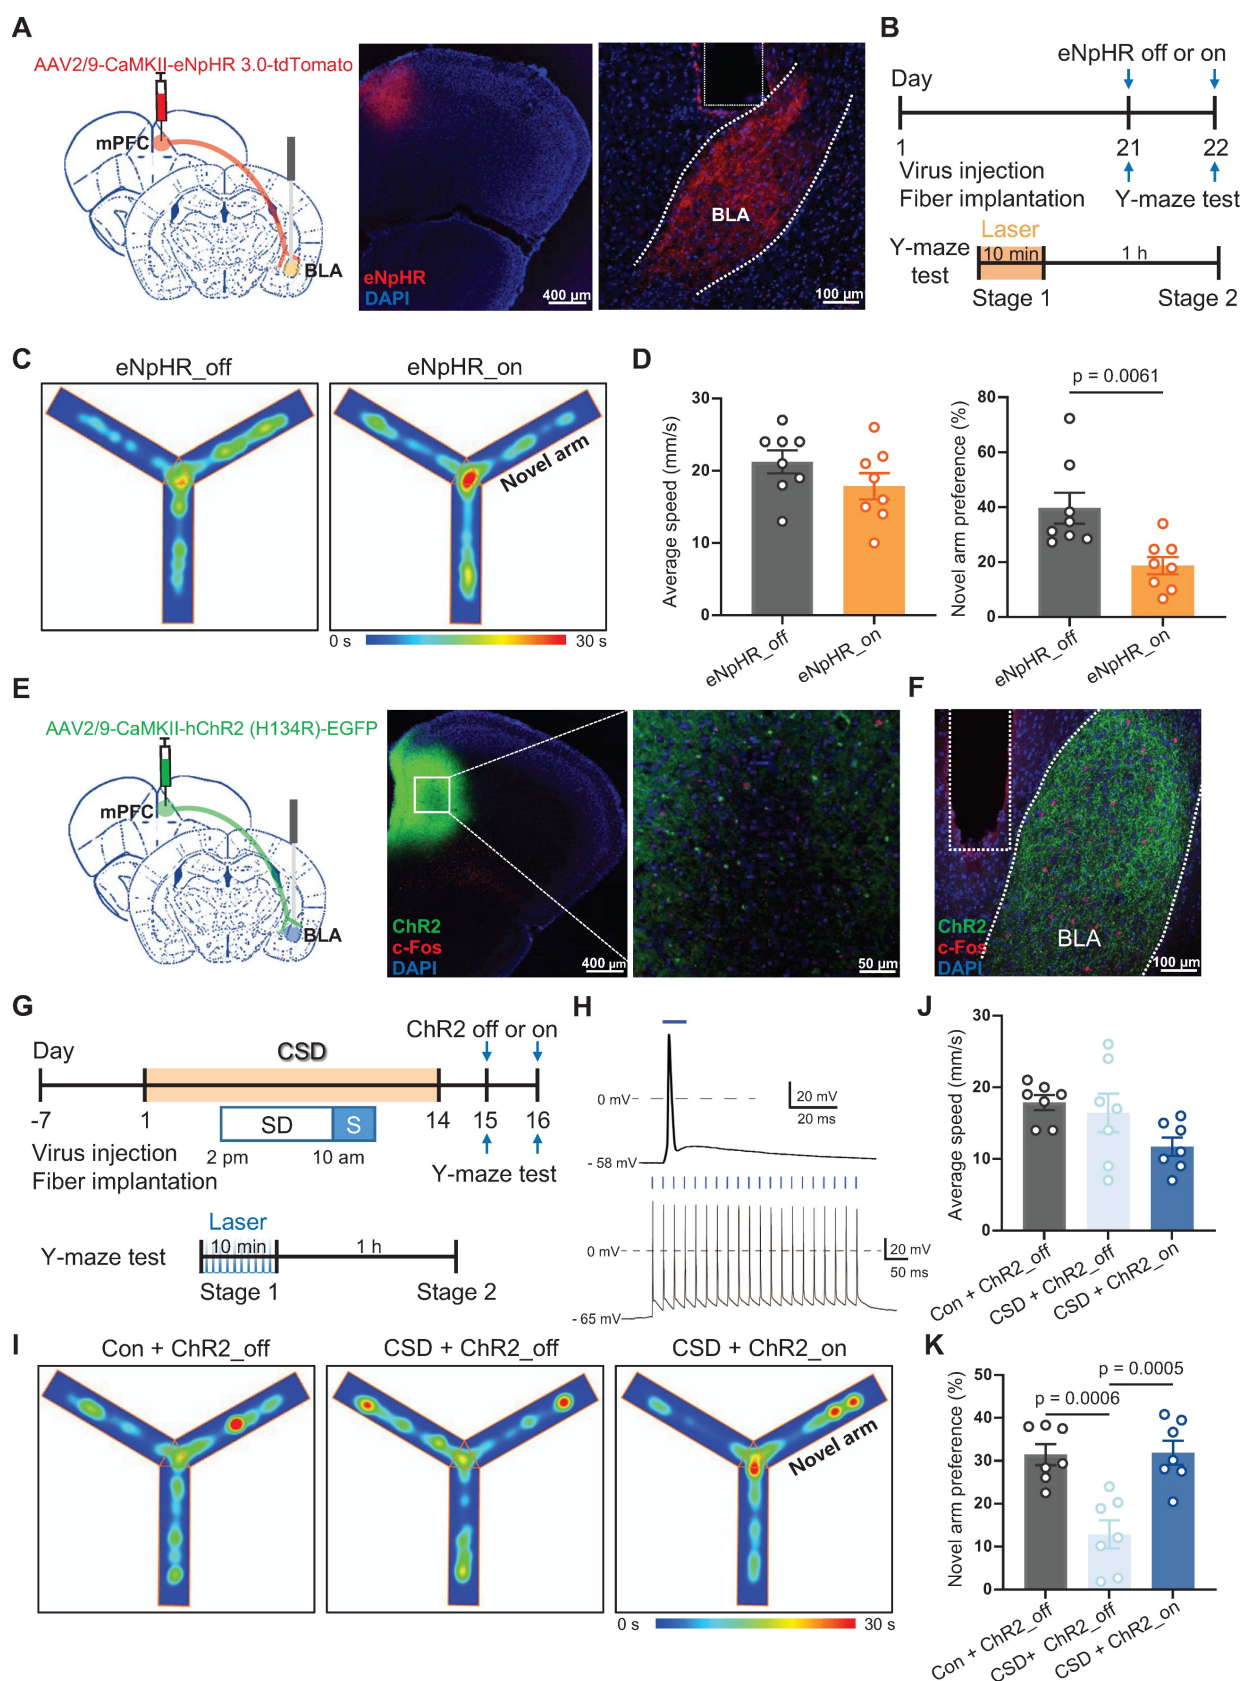 A
AAV2/9-CaMKII-eNpHR 3.0-tdTomato
mPFC
BLA
eNpHR
DAPI
400 µm
BLA
100 µm
B
eNpHR off or on
Day
1
21
22
Virus injection
Fiber implantation
Y-maze test
Laser
Y-maze
test
10 min
1 h
Stage 1
Stage 2
C
eNpHR_off
eNpHR_on
Novel arm
0 s
30 s
D
Average speed (mm/s)
30
20
10
0
eNpHR_off
eNpHR_on
p = 0.0061
Novel arm preference (%)
80
60
40
20
0
eNpHR_off
eNpHR_on
E
AAV2/9-CaMKII-hChR2 (H134R)-EGFP
mPFC
BLA
ChR2
c-Fos
DAPI
400 µm
50 µm
F
ChR2
c-Fos
DAPI
BLA
100 µm
G
ChR2 off or on
Day
CSD
-7
1
14
15
16
SD
S
2 pm
10 am
Virus injection
Fiber implantation
Y-maze test
Laser
Y-maze test
10 min
1 h
Stage 1
Stage 2
H
0 mV
20 mV
20 ms
- 58 mV
0 mV
20 mV
50 ms
- 65 mV
J
Average speed (mm/s)
30
20
10
0
Con + ChR2_off
CSD + ChR2_off
CSD + ChR2_on
I
Con + ChR2_off
CSD + ChR2_off
CSD + ChR2_on
Novel arm
0 s
30 s
K
p = 0.0005
p = 0.0006
Novel arm preference (%)
50
40
30
20
10
0
Con + ChR2_off
CSD+ ChR2_off
CSD + ChR2_on